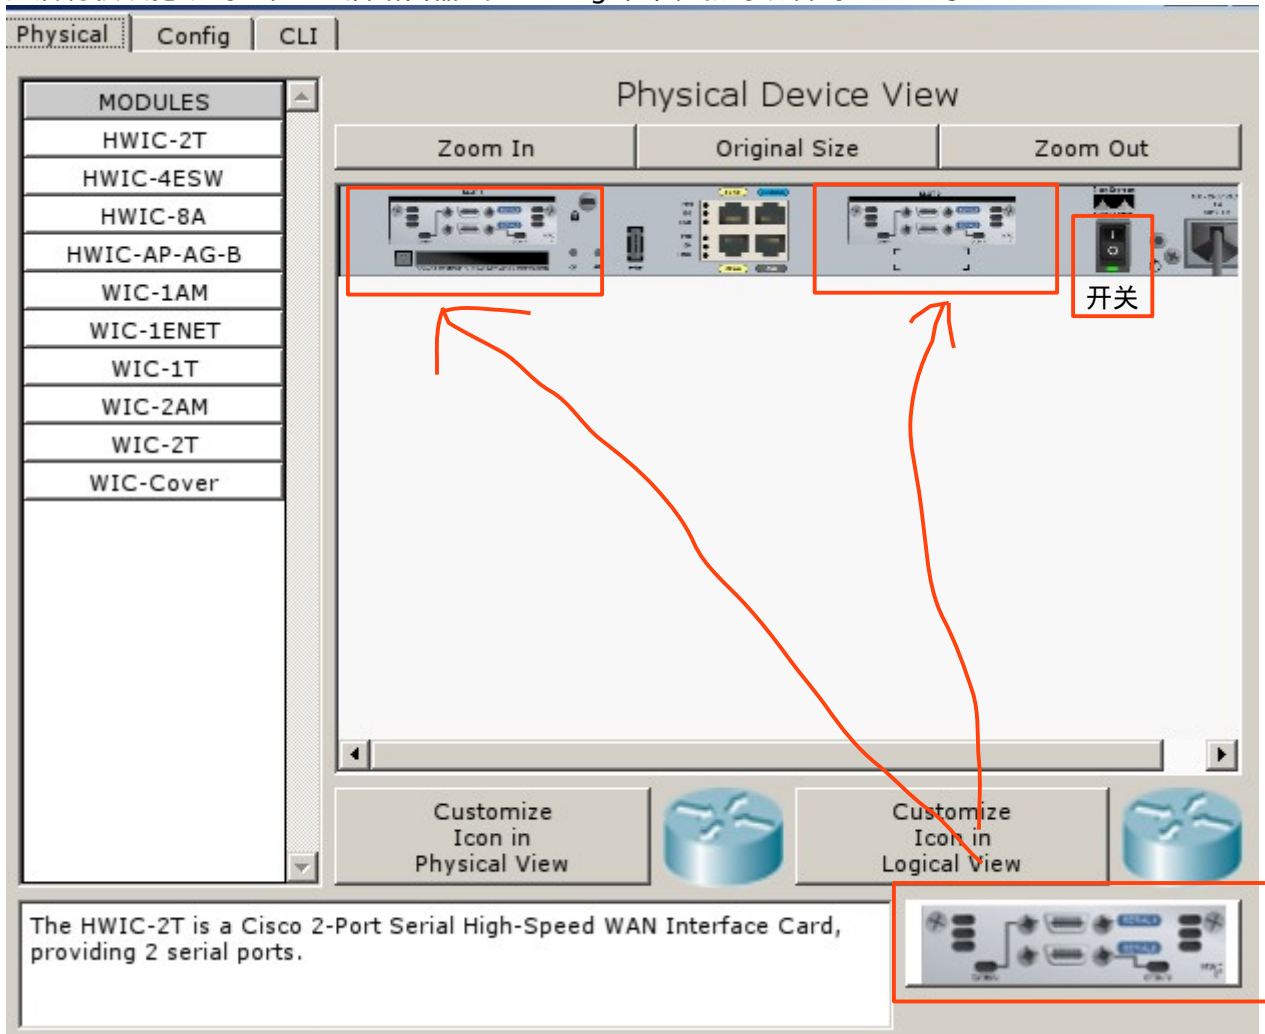 Physical
Config
CLI
MODULES
HWIC-2T
HWIC-4ESW
HWIC-8A
HWIC-AP-AG-B
WIC-1AM
WIC-1ENET
WIC-1T
WIC-2AM
WIC-2T
WIC-Cover
Physical Device View
Zoom In
Original Size
Zoom Out
开关
Customize
Icon in
Physical View
Customize
Icon in
Logical View
The HWIC-2T is a Cisco 2-Port Serial High-Speed WAN Interface Card,
providing 2 serial ports.